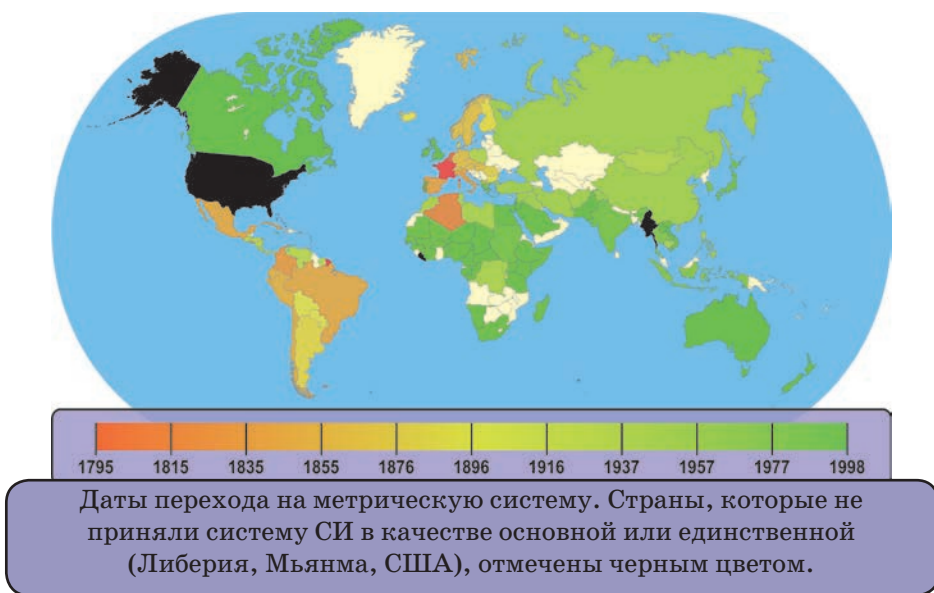 1795 1815 1835 1855 1876 1896 1916 1937 1957 1977 1998
Даты перехода на метрическую систему. Страны, которые не
приняли систему СИ в качестве основной или единственной
(Либерия, Мьянма, США), отмечены черным цветом.